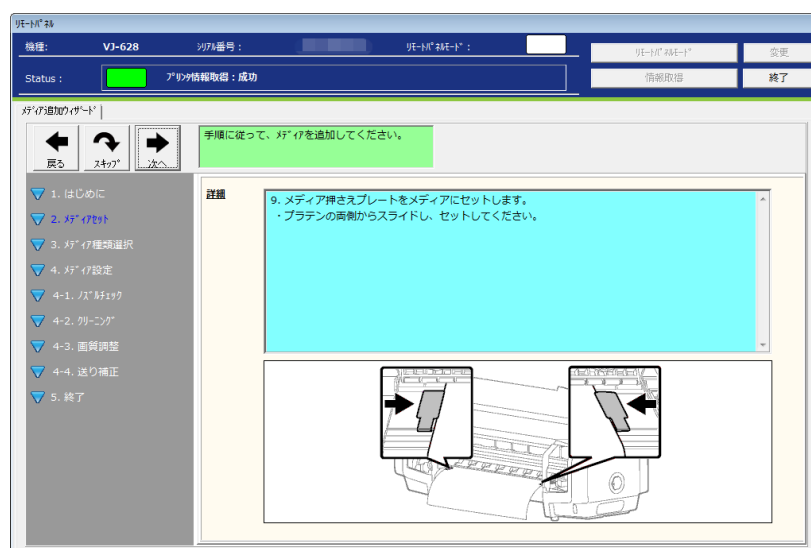 ﾘﾓｰﾄﾊﾟﾈﾙ
機種: VJ-628 ｼﾘｱﾙ番号： ﾘﾓｰﾄﾊﾟﾈﾙﾓｰﾄﾞ： ﾘﾓｰﾄﾊﾟﾈﾙﾓｰﾄﾞ 変更
Status : ﾌﾟﾘﾝﾀ情報取得：成功 情報取得 終了
ﾒﾃﾞｨｱ追加ｳｨｻﾞｰﾄﾞ
手順に従って、ﾒﾃﾞｨｱを追加してください。
戻る ｽｷｯﾌﾟ 次へ
1. はじめに
2. ﾒﾃﾞｨｱｾｯﾄ
3. ﾒﾃﾞｨｱ種類選択
4. ﾒﾃﾞｨｱ設定
4-1. ﾉｽﾞﾙﾁｪｯｸ
4-2. ｸﾘｰﾆﾝｸﾞ
4-3. 画質調整
4-4. 送り補正
5. 終了
詳細
9. メディア押さえプレートをメディアにセットします。
・プラテンの両側からスライドし、セットしてください。